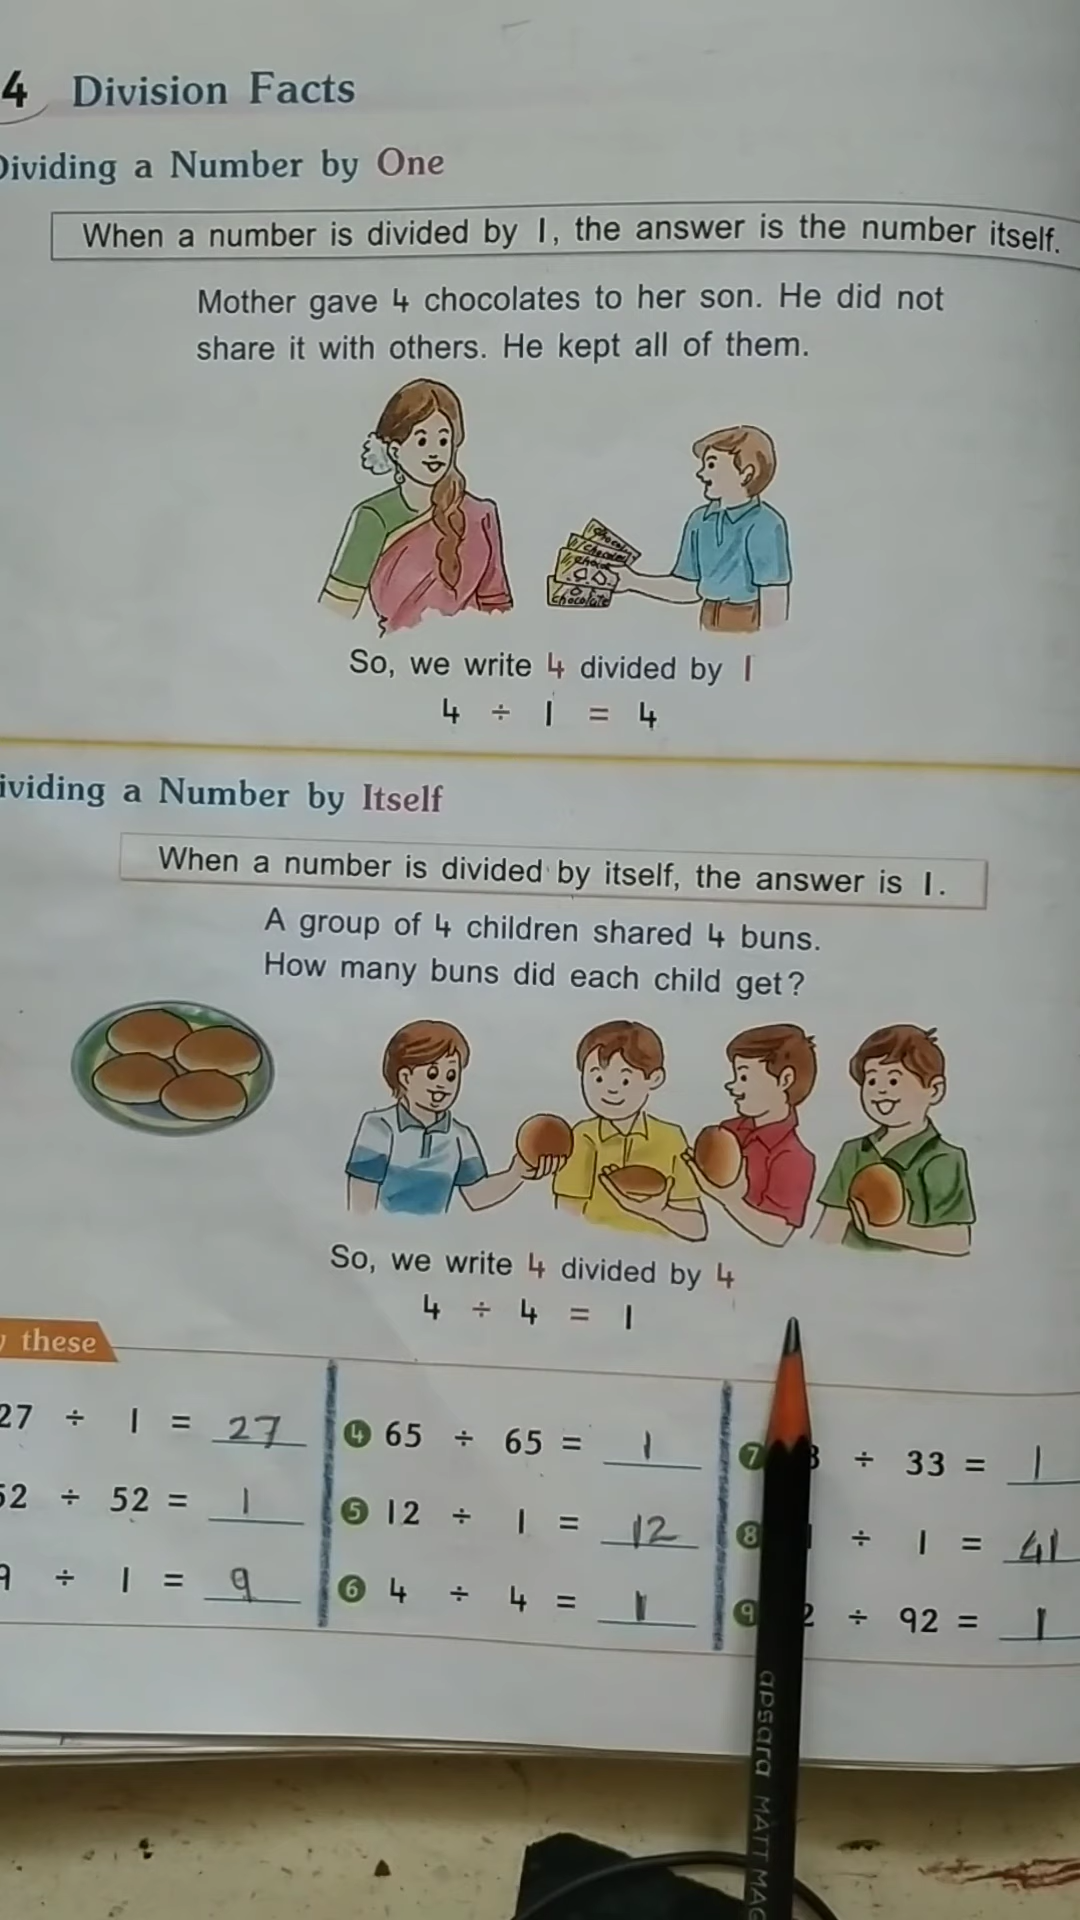 4 Division Facts
Dividing a Number by One
When a number is divided by 1, the answer is the number itself.
Mother gave 4 chocolates to her son. He did not
share it with others. He kept all of them.
chocolate
So, we write 4 divided by 1
4 ÷ 1 = 4
ividing a Number by Itself
When a number is divided by itself, the answer is 1.
A group of 4 children shared 4 buns.
How many buns did each child get?
So, we write 4 divided by 4
4 ÷ 4 = 1
these
27 ÷ 1 = 27
52 ÷ 52 = 1
9 ÷ 1 = 9
4 65 ÷ 65 = 1
5 12 ÷ 1 = 12
6 4 ÷ 4 = 1
7 3 ÷ 33 = 1
8 1 ÷ 1 = 41
9 2 ÷ 92 = 1
apsara MATT MAG